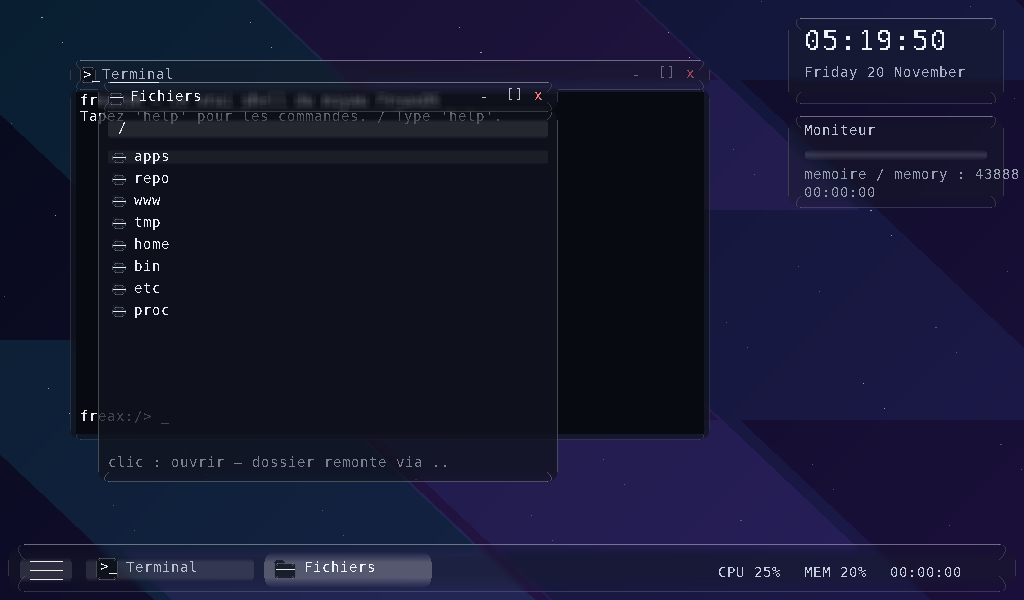 05:19:50
Friday 20 November
>_ Terminal - [] x
Fichiers - [] x
fr
Tapez 'help' pour les commandes. / Type 'help'.
/
apps
repo
www
tmp
home
bin
etc
proc
freax:/> _
clic : ouvrir — dossier remonte via ..
Moniteur
memoire / memory : 43888
00:00:00
>_ Terminal
Fichiers
CPU 25% MEM 20% 00:00:00